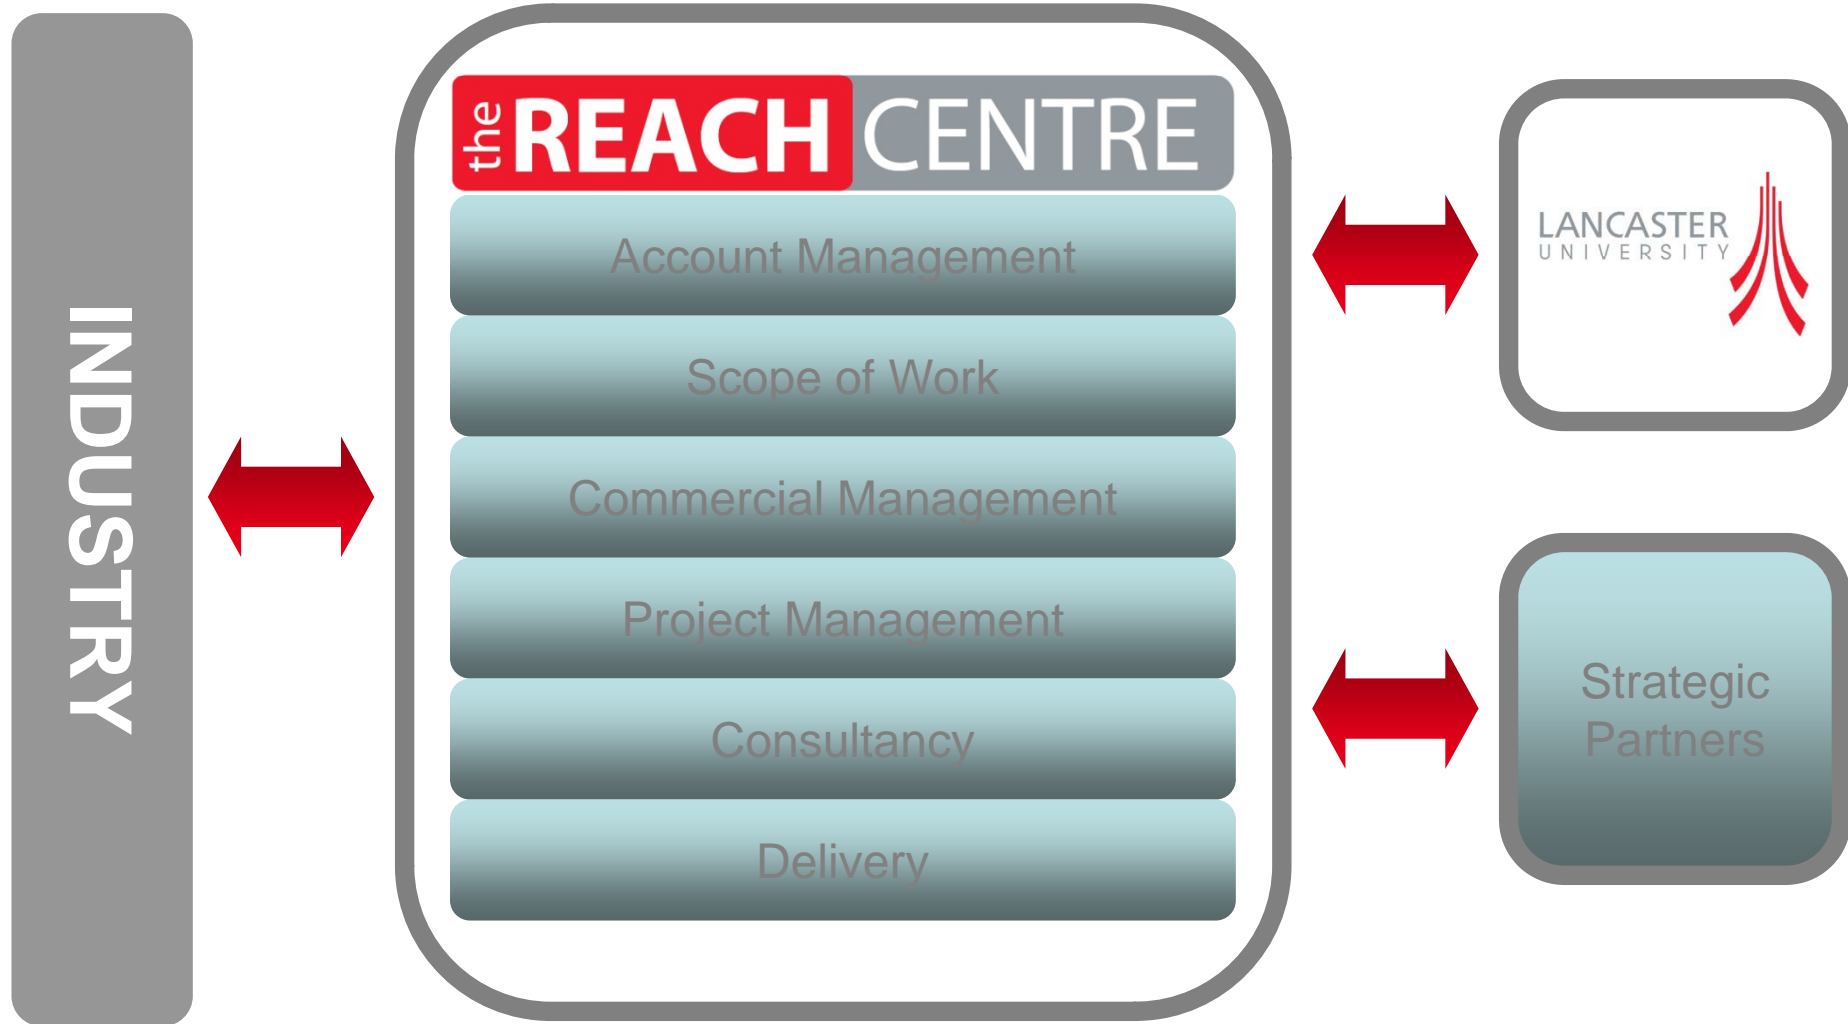 INDUSTRY
the REACH CENTRE
Account Management
Scope of Work
Commercial Management
Project Management
Consultancy
Delivery
LANCASTER
UNIVERSITY
Strategic
Partners